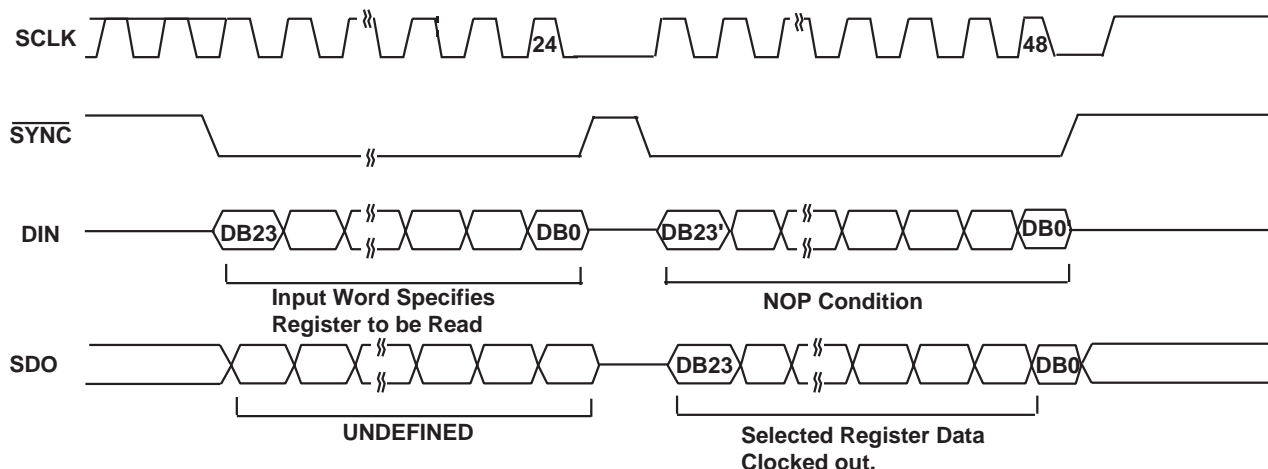 SCLK
24
48
SYNC
DIN
DB23
DB0
DB23'
DB0'
Input Word Specifies
Register to be Read
NOP Condition
SDO
DB23
DB0
UNDEFINED
Selected Register Data
Clocked out.